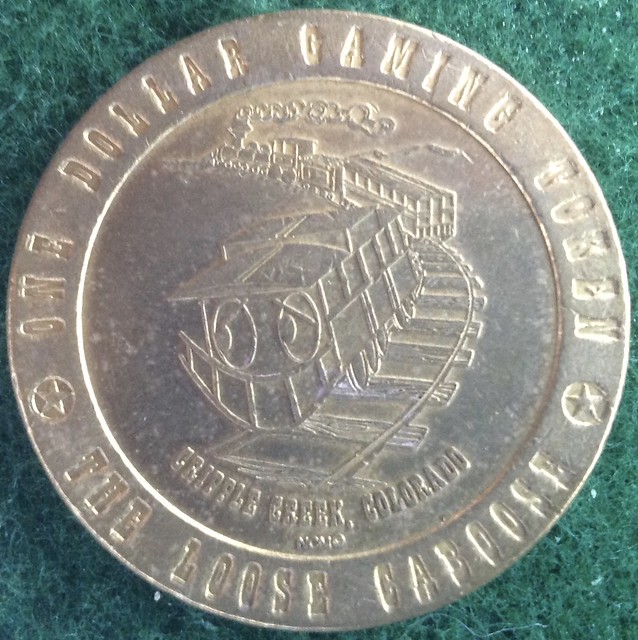 ONE DOLLAR GAMING TOKEN
CRIPPLE CREEK, COLORADO
THE LOOSE CABOOSE